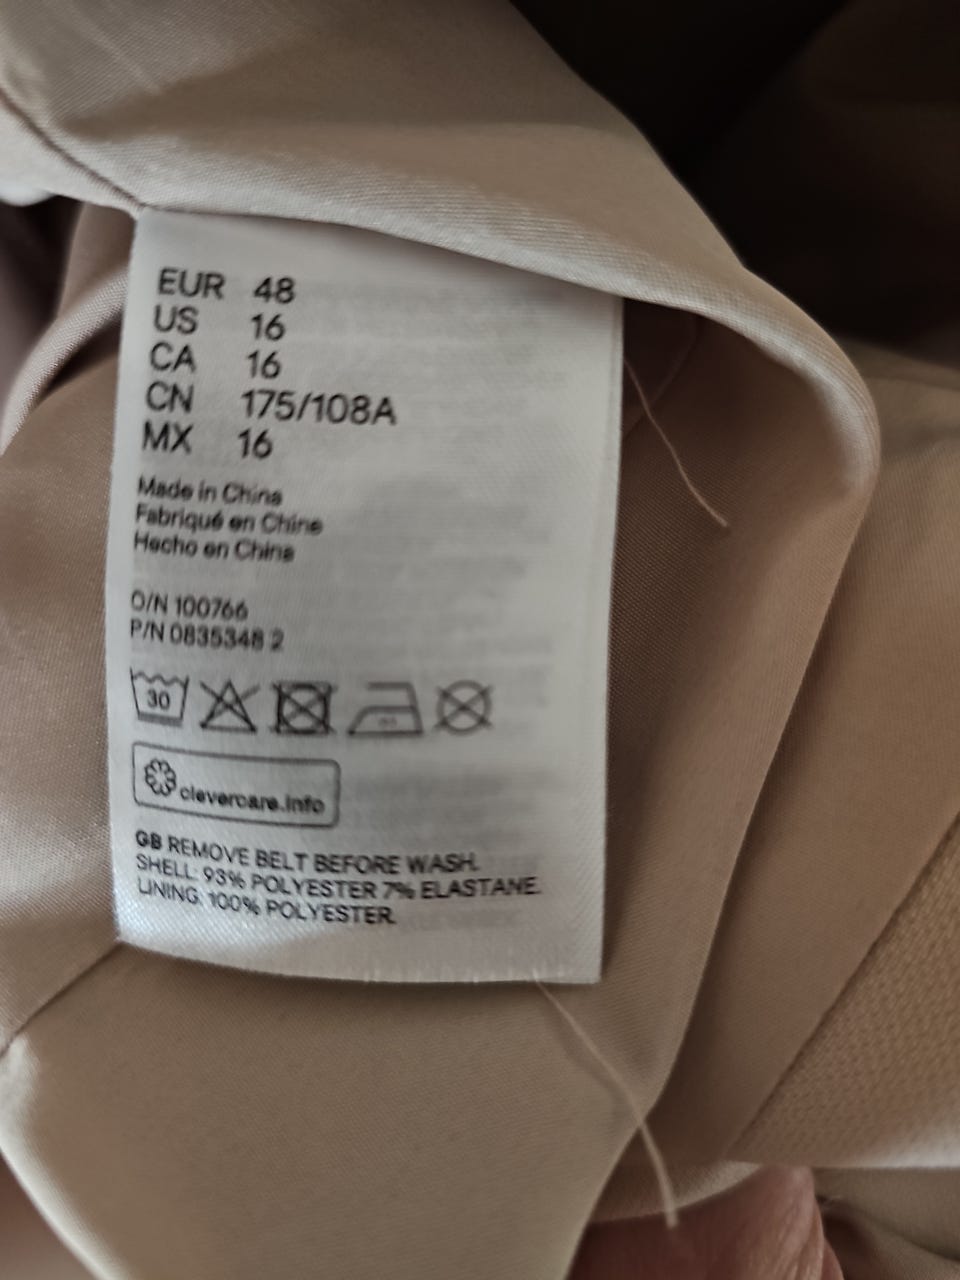 EUR 48
US 16
CA 16
CN 175/108A
MX 16
Made in China
Fabriqué en Chine
Hecho en China
O/N 100766
P/N 0835348 2
30
clevercare.info
GB REMOVE BELT BEFORE WASH.
SHELL: 93% POLYESTER 7% ELASTANE.
LINING: 100% POLYESTER.